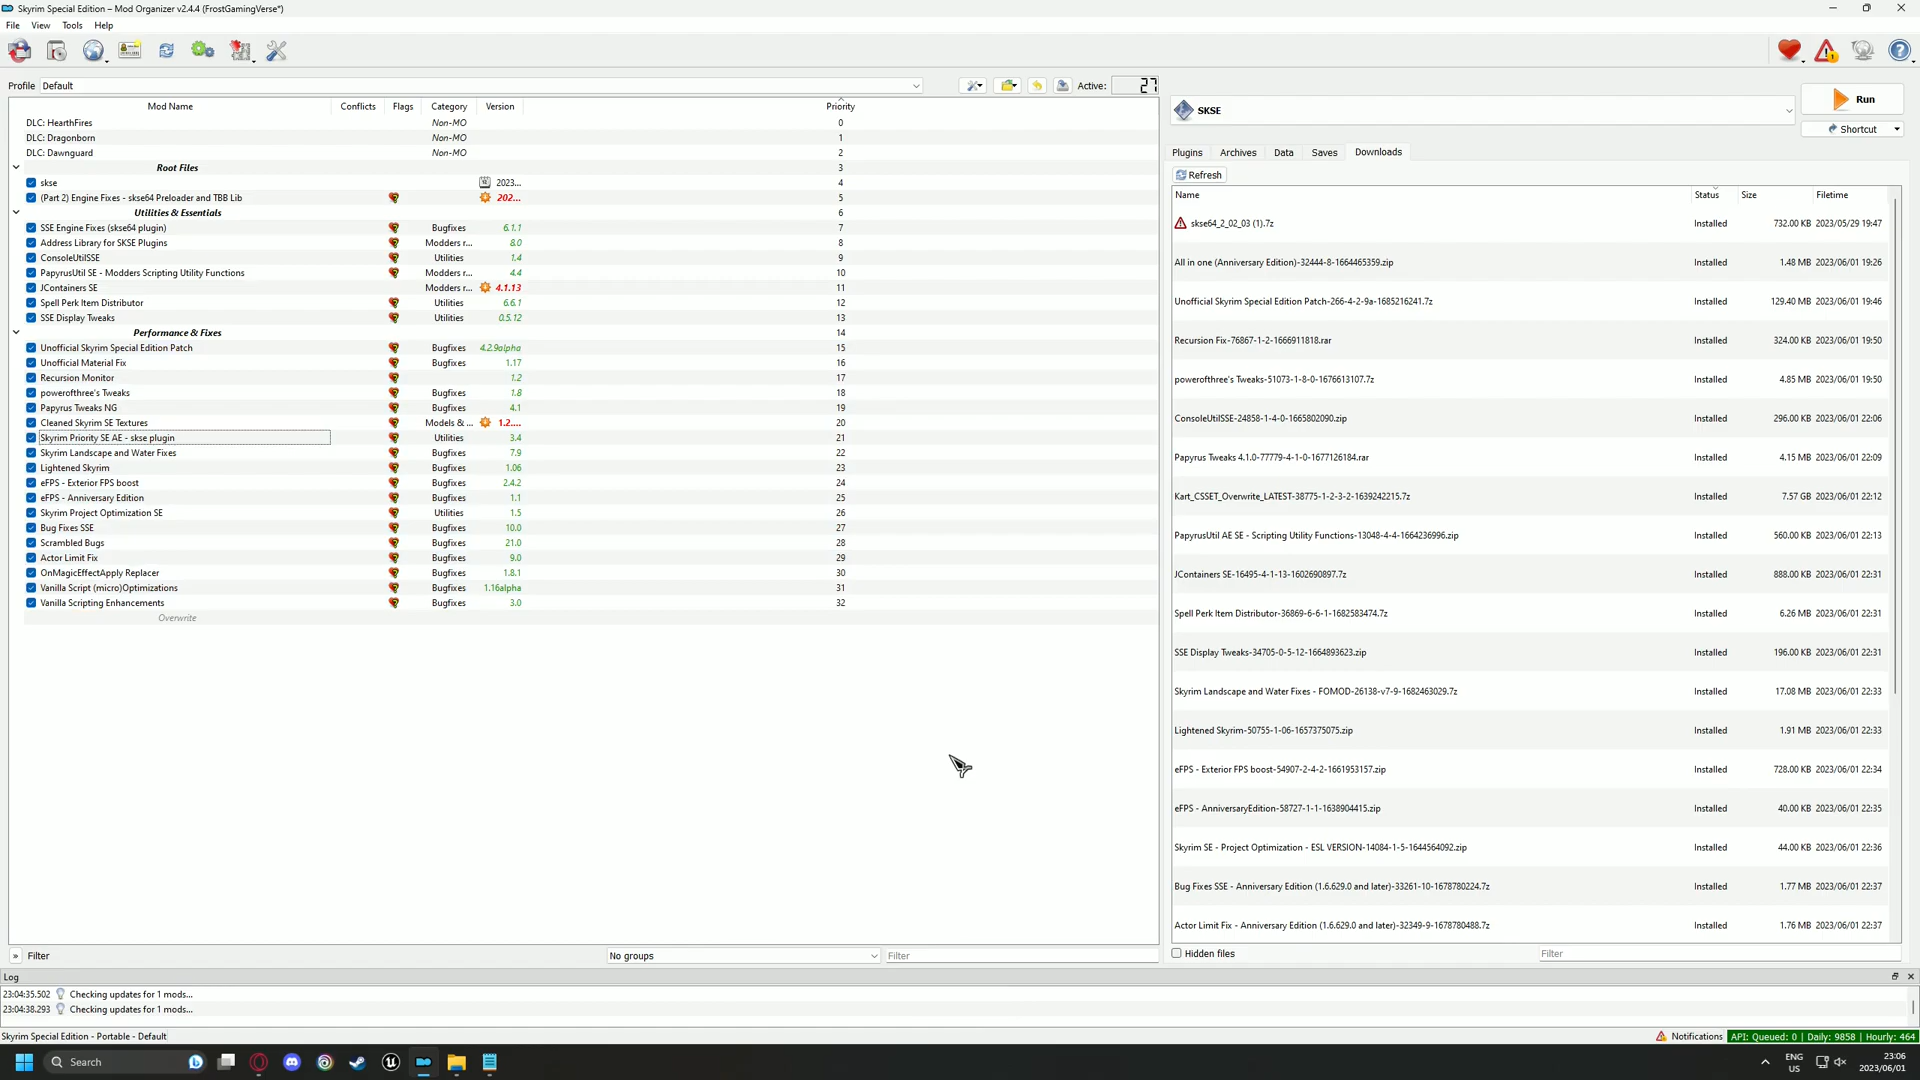 Skyrim Special Edition – Mod Organizer v2.4.4 (FrostGamingVerse*)
File View Tools Help
Profile Default Active: 27
Mod Name Conflicts Flags Category Version Priority
DLC: HearthFires Non-MO 0
DLC: Dragonborn Non-MO 1
DLC: Dawnguard Non-MO 2
Root Files 3
skse 2023... 4
(Part 2) Engine Fixes - skse64 Preloader and TBB Lib 202... 5
Utilities & Essentials 6
SSE Engine Fixes (skse64 plugin) Bugfixes 6.1.1 7
Address Library for SKSE Plugins Modders r... 8.0 8
ConsoleUtilSSE Utilities 1.4 9
PapyrusUtil SE - Modders Scripting Utility Functions Modders r... 4.4 10
JContainers SE Modders r... 4.1.13 11
Spell Perk Item Distributor Utilities 6.6.1 12
SSE Display Tweaks Utilities 0.5.12 13
Performance & Fixes 14
Unofficial Skyrim Special Edition Patch Bugfixes 4.2.9alpha 15
Unofficial Material Fix Bugfixes 1.17 16
Recursion Monitor 1.2 17
powerofthree's Tweaks Bugfixes 1.8 18
Papyrus Tweaks NG Bugfixes 4.1 19
Cleaned Skyrim SE Textures Models & ... 1.2.... 20
Skyrim Priority SE AE - skse plugin Utilities 3.4 21
Skyrim Landscape and Water Fixes Bugfixes 7.9 22
Lightened Skyrim Bugfixes 1.06 23
eFPS - Exterior FPS boost Bugfixes 2.4.2 24
eFPS - Anniversary Edition Bugfixes 1.1 25
Skyrim Project Optimization SE Utilities 1.5 26
Bug Fixes SSE Bugfixes 10.0 27
Scrambled Bugs Bugfixes 21.0 28
Actor Limit Fix Bugfixes 9.0 29
OnMagicEffectApply Replacer Bugfixes 1.8.1 30
Vanilla Script (micro)Optimizations Bugfixes 1.16alpha 31
Vanilla Scripting Enhancements Bugfixes 3.0 32
Overwrite
» Filter No groups Filter
SKSE
Run
Shortcut
Plugins Archives Data Saves Downloads
Refresh
Name Status Size Filetime
skse64_2_02_03 (1).7z Installed 732.00 KB 2023/05/29 19:47
All in one (Anniversary Edition)-32444-8-1664465359.zip Installed 1.48 MB 2023/06/01 19:26
Unofficial Skyrim Special Edition Patch-266-4-2-9a-1685216241.7z Installed 129.40 MB 2023/06/01 19:46
Recursion Fix-76867-1-2-1666911818.rar Installed 324.00 KB 2023/06/01 19:50
powerofthree's Tweaks-51073-1-8-0-1676613107.7z Installed 4.85 MB 2023/06/01 19:50
ConsoleUtilSSE-24858-1-4-0-1665802090.zip Installed 296.00 KB 2023/06/01 22:06
Papyrus Tweaks 4.1.0-77779-4-1-0-1677126184.rar Installed 4.15 MB 2023/06/01 22:09
Kart_CSSET_Overwrite_LATEST-38775-1-2-3-2-1639242215.7z Installed 7.57 GB 2023/06/01 22:12
PapyrusUtil AE SE - Scripting Utility Functions-13048-4-4-1664236996.zip Installed 560.00 KB 2023/06/01 22:13
JContainers SE-16495-4-1-13-1602690897.7z Installed 888.00 KB 2023/06/01 22:31
Spell Perk Item Distributor-36869-6-6-1-1682583474.7z Installed 6.26 MB 2023/06/01 22:31
SSE Display Tweaks-34705-0-5-12-1664893623.zip Installed 196.00 KB 2023/06/01 22:31
Skyrim Landscape and Water Fixes - FOMOD-26138-v7-9-1682463029.7z Installed 17.08 MB 2023/06/01 22:33
Lightened Skyrim-50755-1-06-1657375075.zip Installed 1.91 MB 2023/06/01 22:33
eFPS - Exterior FPS boost-54907-2-4-2-1661953157.zip Installed 728.00 KB 2023/06/01 22:34
eFPS - AnniversaryEdition-58727-1-1-1638904415.zip Installed 40.00 KB 2023/06/01 22:35
Skyrim SE - Project Optimization - ESL VERSION-14084-1-5-1644564092.zip Installed 44.00 KB 2023/06/01 22:36
Bug Fixes SSE - Anniversary Edition (1.6.629.0 and later)-33261-10-1678780224.7z Installed 1.77 MB 2023/06/01 22:37
Actor Limit Fix - Anniversary Edition (1.6.629.0 and later)-32349-9-1678780488.7z Installed 1.76 MB 2023/06/01 22:37
Hidden files Filter
Log
23:04:35.502 Checking updates for 1 mods...
23:04:38.293 Checking updates for 1 mods...
Skyrim Special Edition - Portable - Default Notifications API: Queued: 0 | Daily: 9858 | Hourly: 464
Search ENG US 23:06 2023/06/01